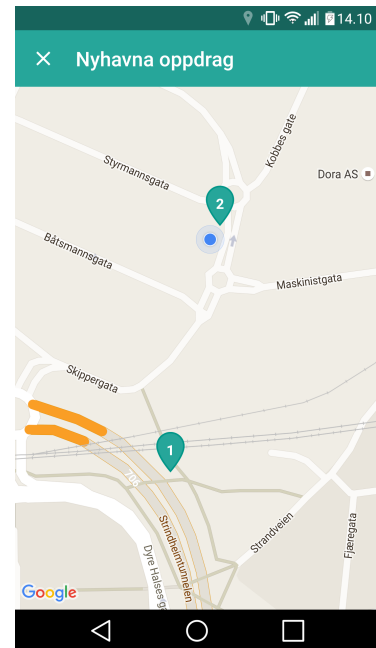 14.10
Nyhavna oppdrag
Kobbes gate
Styrmannsgata
Dora AS
2
Båtsmannsgata
Maskinistgata
Skippergata
1
706
Strindheimtunnelen
Strandveien
Fjæregata
Dyre Halses ga
Google